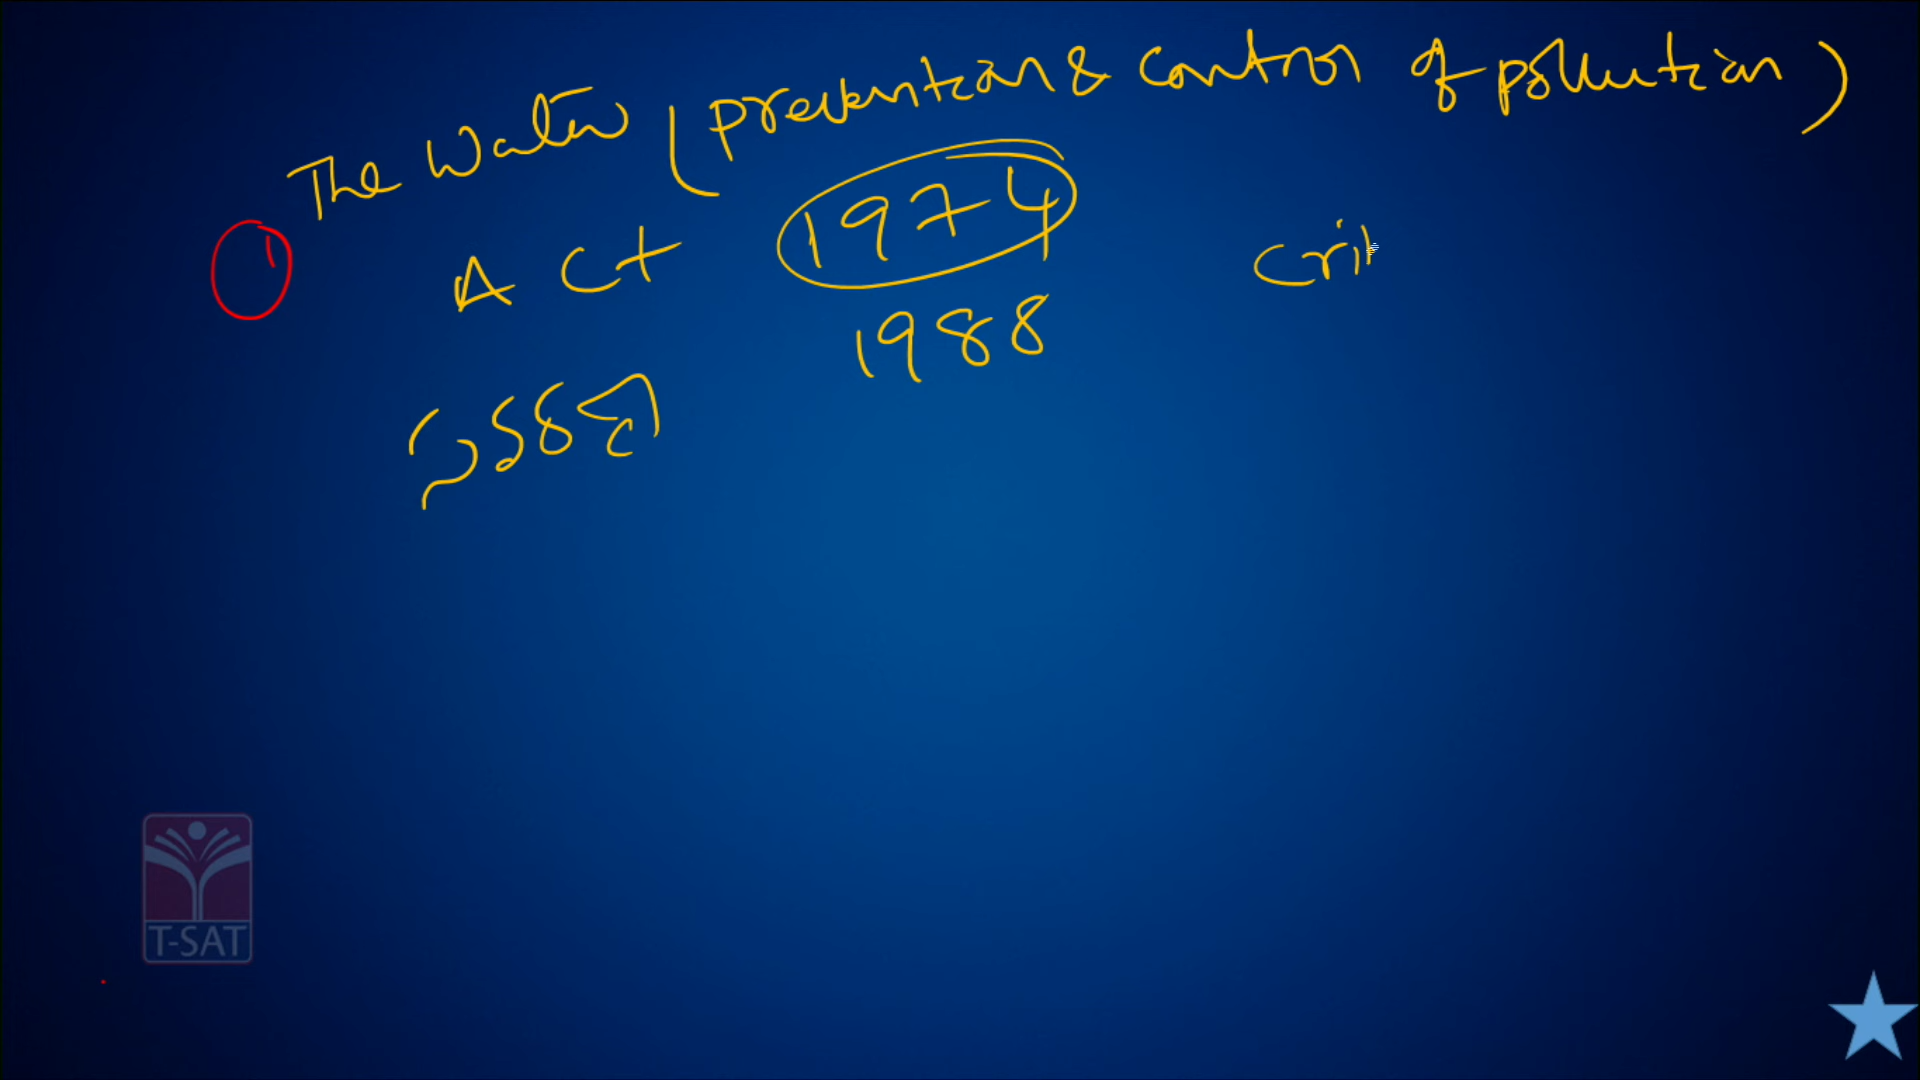 The Water (prevention & control of pollution)
1
Act 1974
Cri
1988
T-SAT